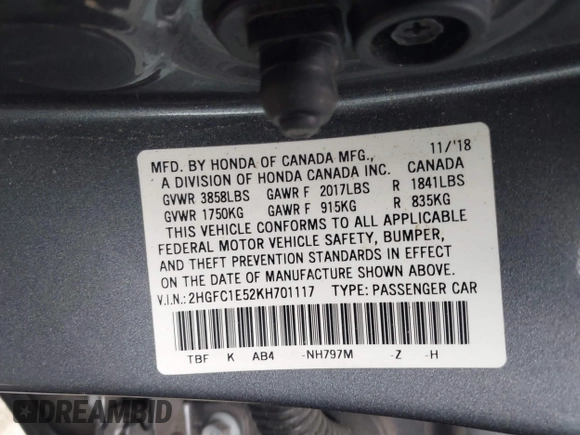 11/'18
MFD. BY HONDA OF CANADA MFG.,
A DIVISION OF HONDA CANADA INC. CANADA
GVWR 3858LBS GAWR F 2017LBS R 1841LBS
GVWR 1750KG GAWR F 915KG R 835KG
THIS VEHICLE CONFORMS TO ALL APPLICABLE
FEDERAL MOTOR VEHICLE SAFETY, BUMPER,
AND THEFT PREVENTION STANDARDS IN EFFECT
ON THE DATE OF MANUFACTURE SHOWN ABOVE.
V.I.N.: 2HGFC1E52KH701117 TYPE: PASSENGER CAR
TBF K AB4 -NH797M -Z -H
DREAMBID